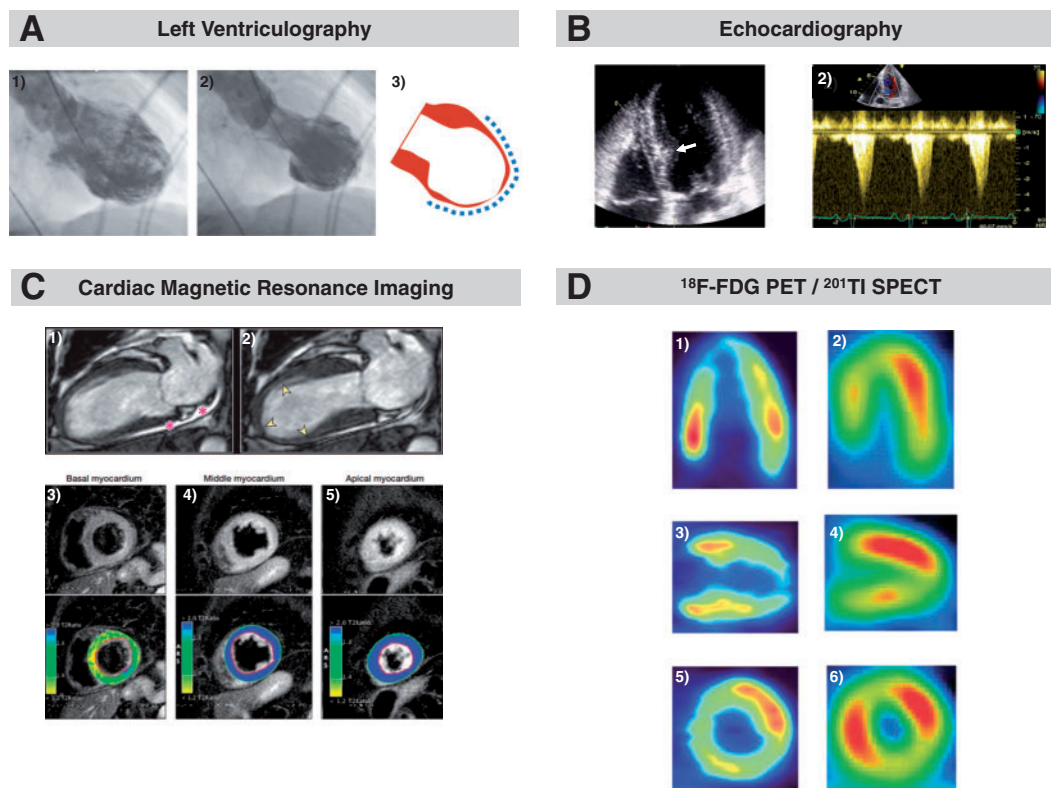 A Left Ventriculography
1) 2) 3)
B Echocardiography
2)
C Cardiac Magnetic Resonance Imaging
1) 2)
Basal myocardium Middle myocardium Apical myocardium
3) 4) 5)
D ¹⁸F-FDG PET / ²⁰¹Tl SPECT
1) 2)
3) 4)
5) 6)